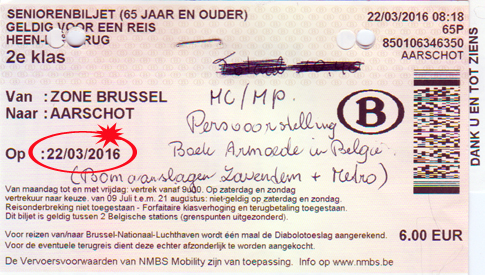 SENIORENBILJET (65 JAAR EN OUDER)
GELDIG VOOR EEN REIS
HEEN- RUG
2e klas
22/03/2016 08:18
65P
850106346350
AARSCHOT
Van : ZONE BRUSSEL
Naar : AARSCHOT
Op : 22/03/2016
MC/MP.
Persvoorstelling
Boek Armoede in België
(Bomaanslagen Zaventem + Metro)
B
DANK U EN TOT ZIENS
Van maandag tot en met vrijdag: vertrek vanaf 9u00. Op zaterdag en zondag
vertrekuur naar keuze. van 09 Juli t.e.m. 21 augustus: niet-geldig op zaterdag en zondag.
Reisonderbreking niet toegestaan - Forfaitaire klasverhoging en terugbetaling toegestaan.
Dit biljet is geldig tussen 2 Belgische stations (grenspunten uitgezonderd).
Voor reizen van/naar Brussel-Nationaal-Luchthaven wordt één maal de Diabolotoeslag aangerekend.
Voor de eventuele terugreis dient deze echter afzonderlijk te worden aangekocht.
6.00 EUR
De Vervoersvoorwaarden van NMBS Mobility zijn van toepassing. Info op www.nmbs.be